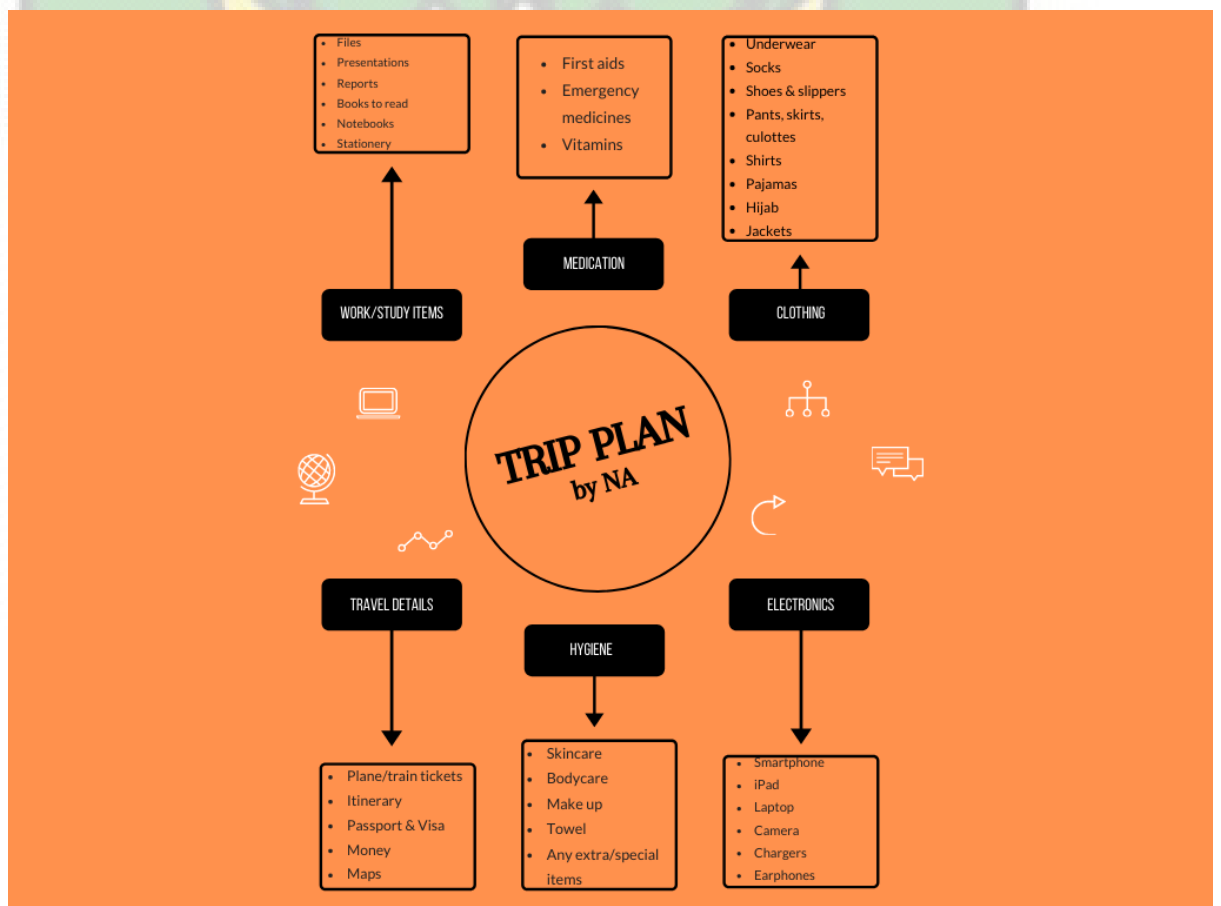 • Files
• Presentations
• Reports
• Books to read
• Notebooks
• Stationery
WORK/STUDY ITEMS
• First aids
• Emergency
medicines
• Vitamins
MEDICATION
• Underwear
• Socks
• Shoes & slippers
• Pants, skirts,
culottes
• Shirts
• Pajamas
• Hijab
• Jackets
CLOTHING
TRIP PLAN
by NA
TRAVEL DETAILS
• Plane/train tickets
• Itinerary
• Passport & Visa
• Money
• Maps
HYGIENE
• Skincare
• Bodycare
• Make up
• Towel
• Any extra/special
items
ELECTRONICS
• Smartphone
• iPad
• Laptop
• Camera
• Chargers
• Earphones